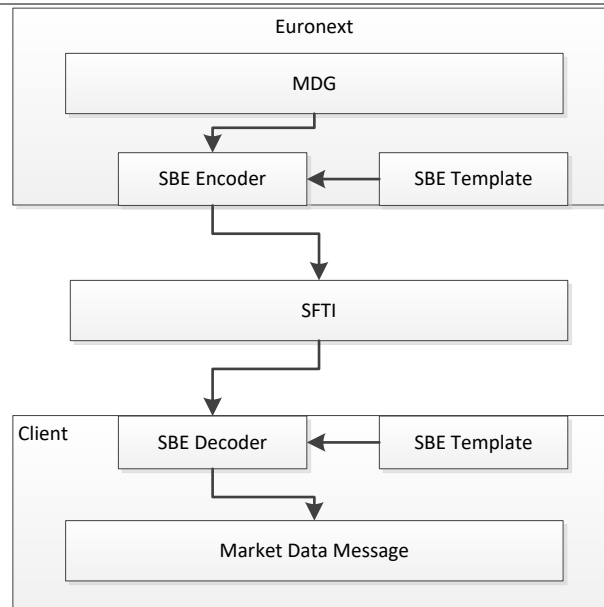 Euronext
MDG
SBE Encoder
SBE Template
SFTI
Client
SBE Decoder
SBE Template
Market Data Message